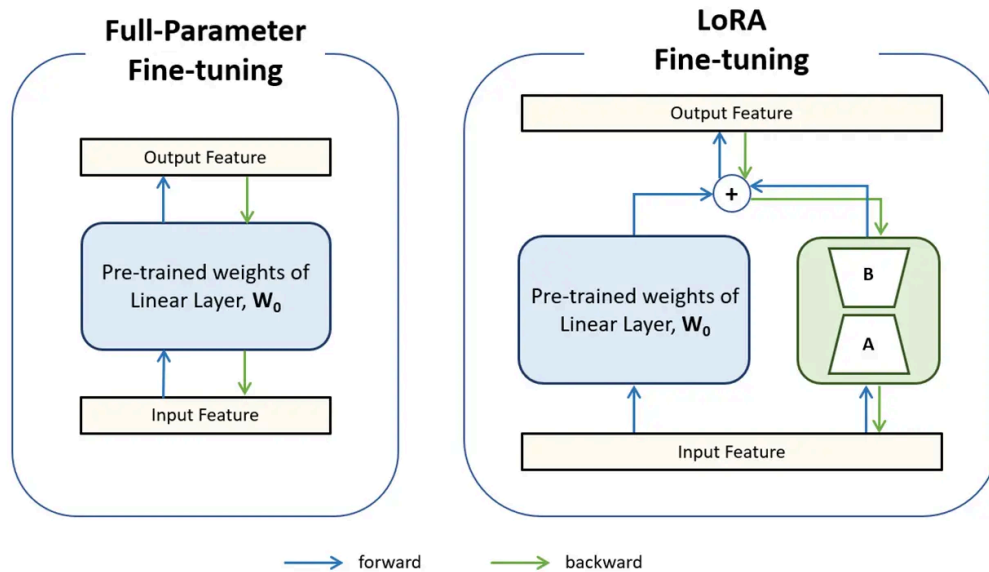 Full-Parameter
Fine-tuning
Output Feature
Pre-trained weights of
Linear Layer, W₀
Input Feature
LoRA
Fine-tuning
Output Feature
+
Pre-trained weights of
Linear Layer, W₀
B
A
Input Feature
forward
backward